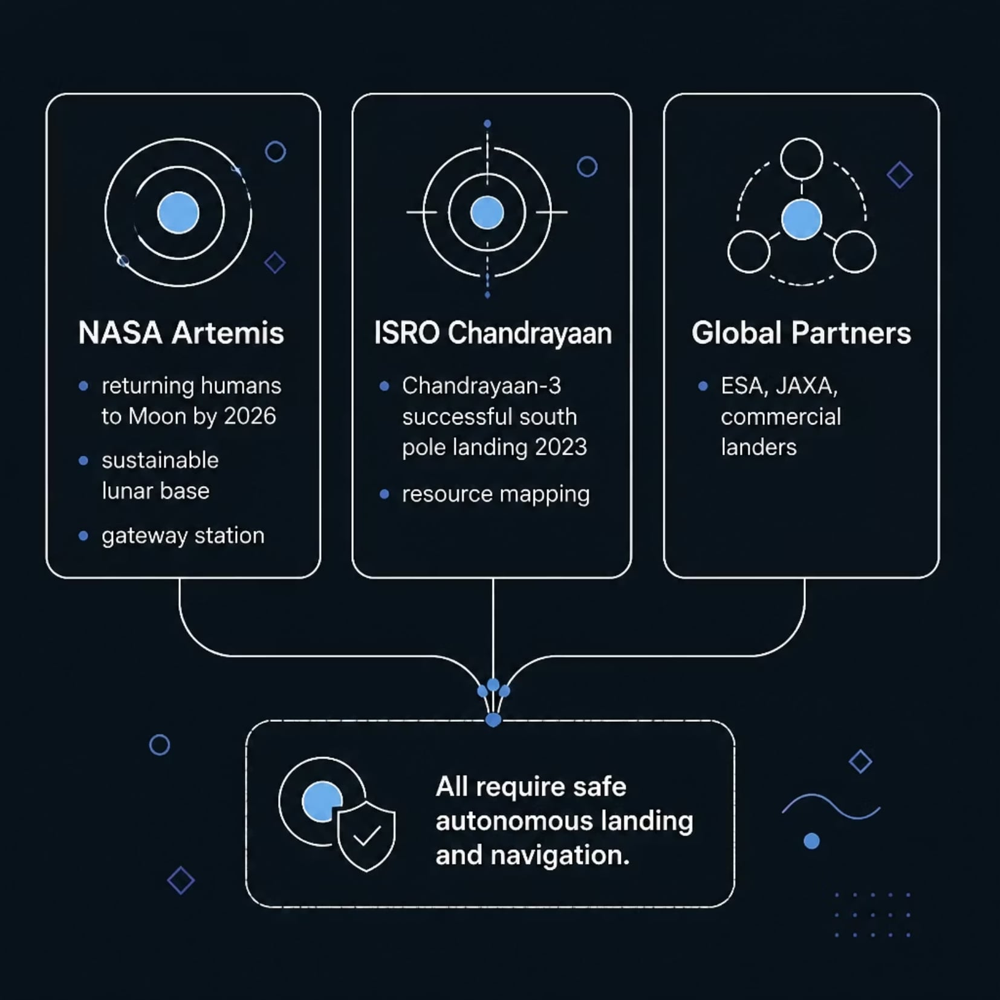 NASA Artemis
returning humans
to Moon by 2026
sustainable
lunar base
gateway station
ISRO Chandrayaan
Chandrayaan-3
successful south
pole landing 2023
resource mapping
Global Partners
ESA, JAXA,
commercial
landers
All require safe
autonomous landing
and navigation.